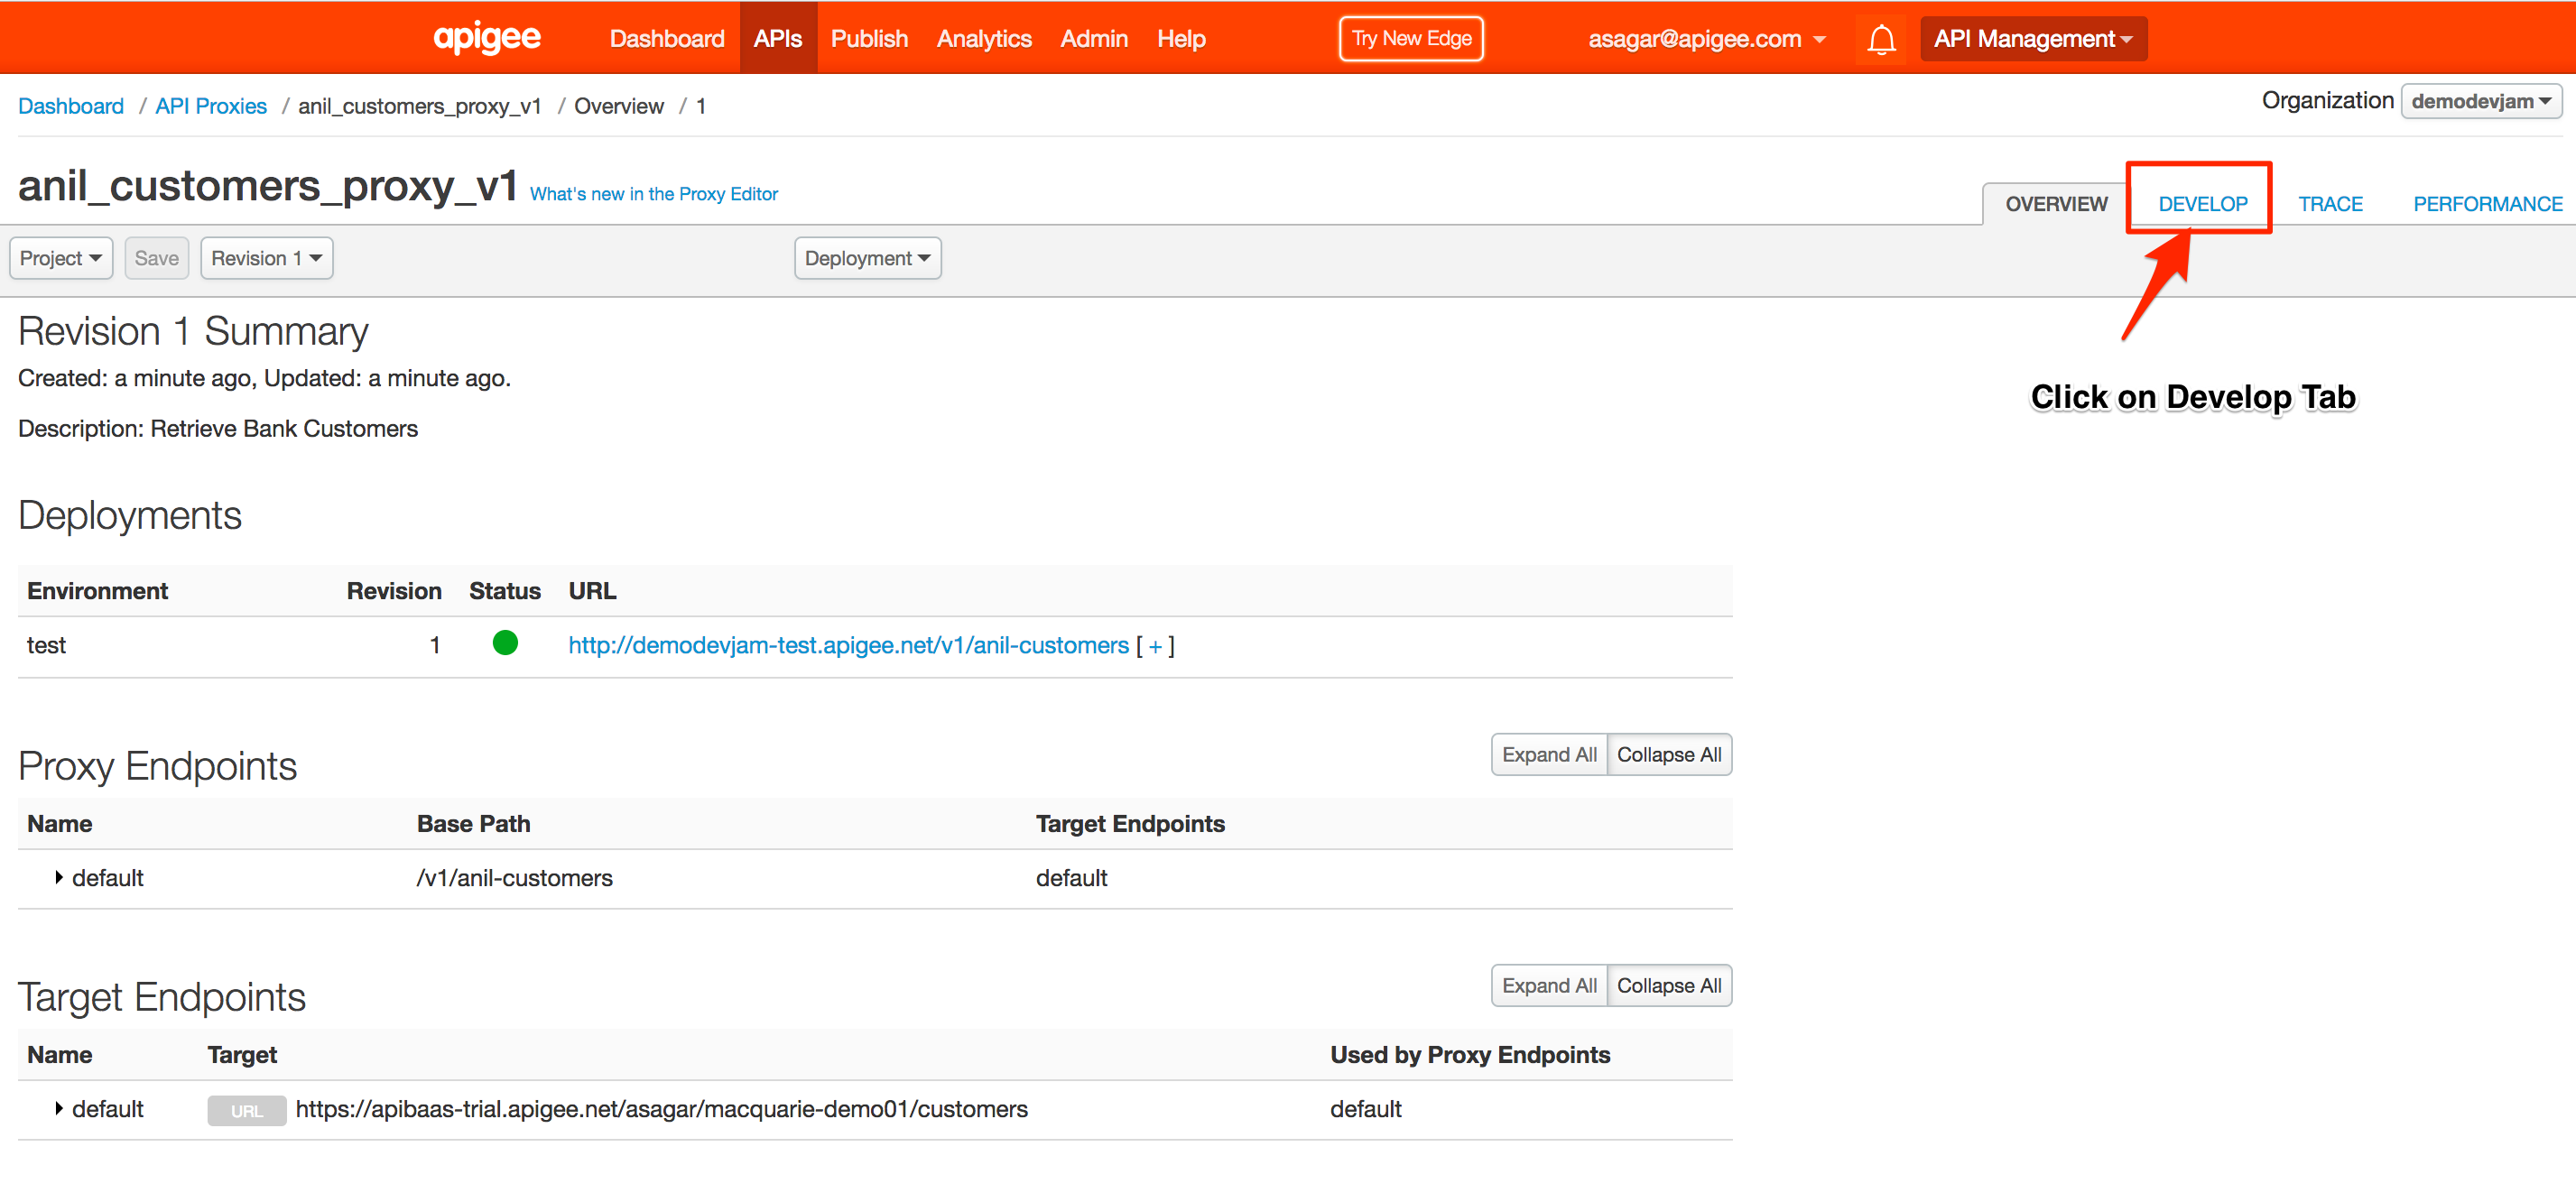 apigee Dashboard APIs Publish Analytics Admin Help Try New Edge asagar@apigee.com API Management
Dashboard / API Proxies / anil_customers_proxy_v1 / Overview / 1 Organization demodevjam
anil_customers_proxy_v1 What's new in the Proxy Editor OVERVIEW DEVELOP TRACE PERFORMANCE
Project Save Revision 1 Deployment
Revision 1 Summary
Created: a minute ago, Updated: a minute ago.
Click on Develop Tab
Description: Retrieve Bank Customers
Deployments
Environment Revision Status URL
test 1 http://demodevjam-test.apigee.net/v1/anil-customers [ + ]
Proxy Endpoints Expand All Collapse All
Name Base Path Target Endpoints
default /v1/anil-customers default
Target Endpoints Expand All Collapse All
Name Target Used by Proxy Endpoints
default URL https://apibaas-trial.apigee.net/asagar/macquarie-demo01/customers default